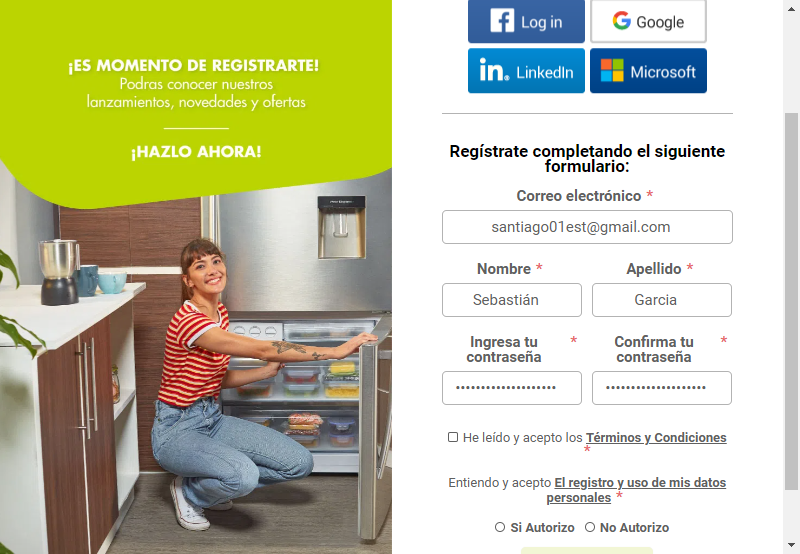 ¡ES MOMENTO DE REGISTRARTE!
Podras conocer nuestros
lanzamientos, novedades y ofertas
¡HAZLO AHORA!
Log in
Google
LinkedIn
Microsoft
Regístrate completando el siguiente
formulario:
Correo electrónico *
santiago01est@gmail.com
Nombre * Apellido *
Sebastián Garcia
Ingresa tu
contraseña *
Confirma tu
contraseña *
•••••••••••••••••••• ••••••••••••••••••••
He leído y acepto los Términos y Condiciones
*
Entiendo y acepto El registro y uso de mis datos
personales *
Si Autorizo No Autorizo